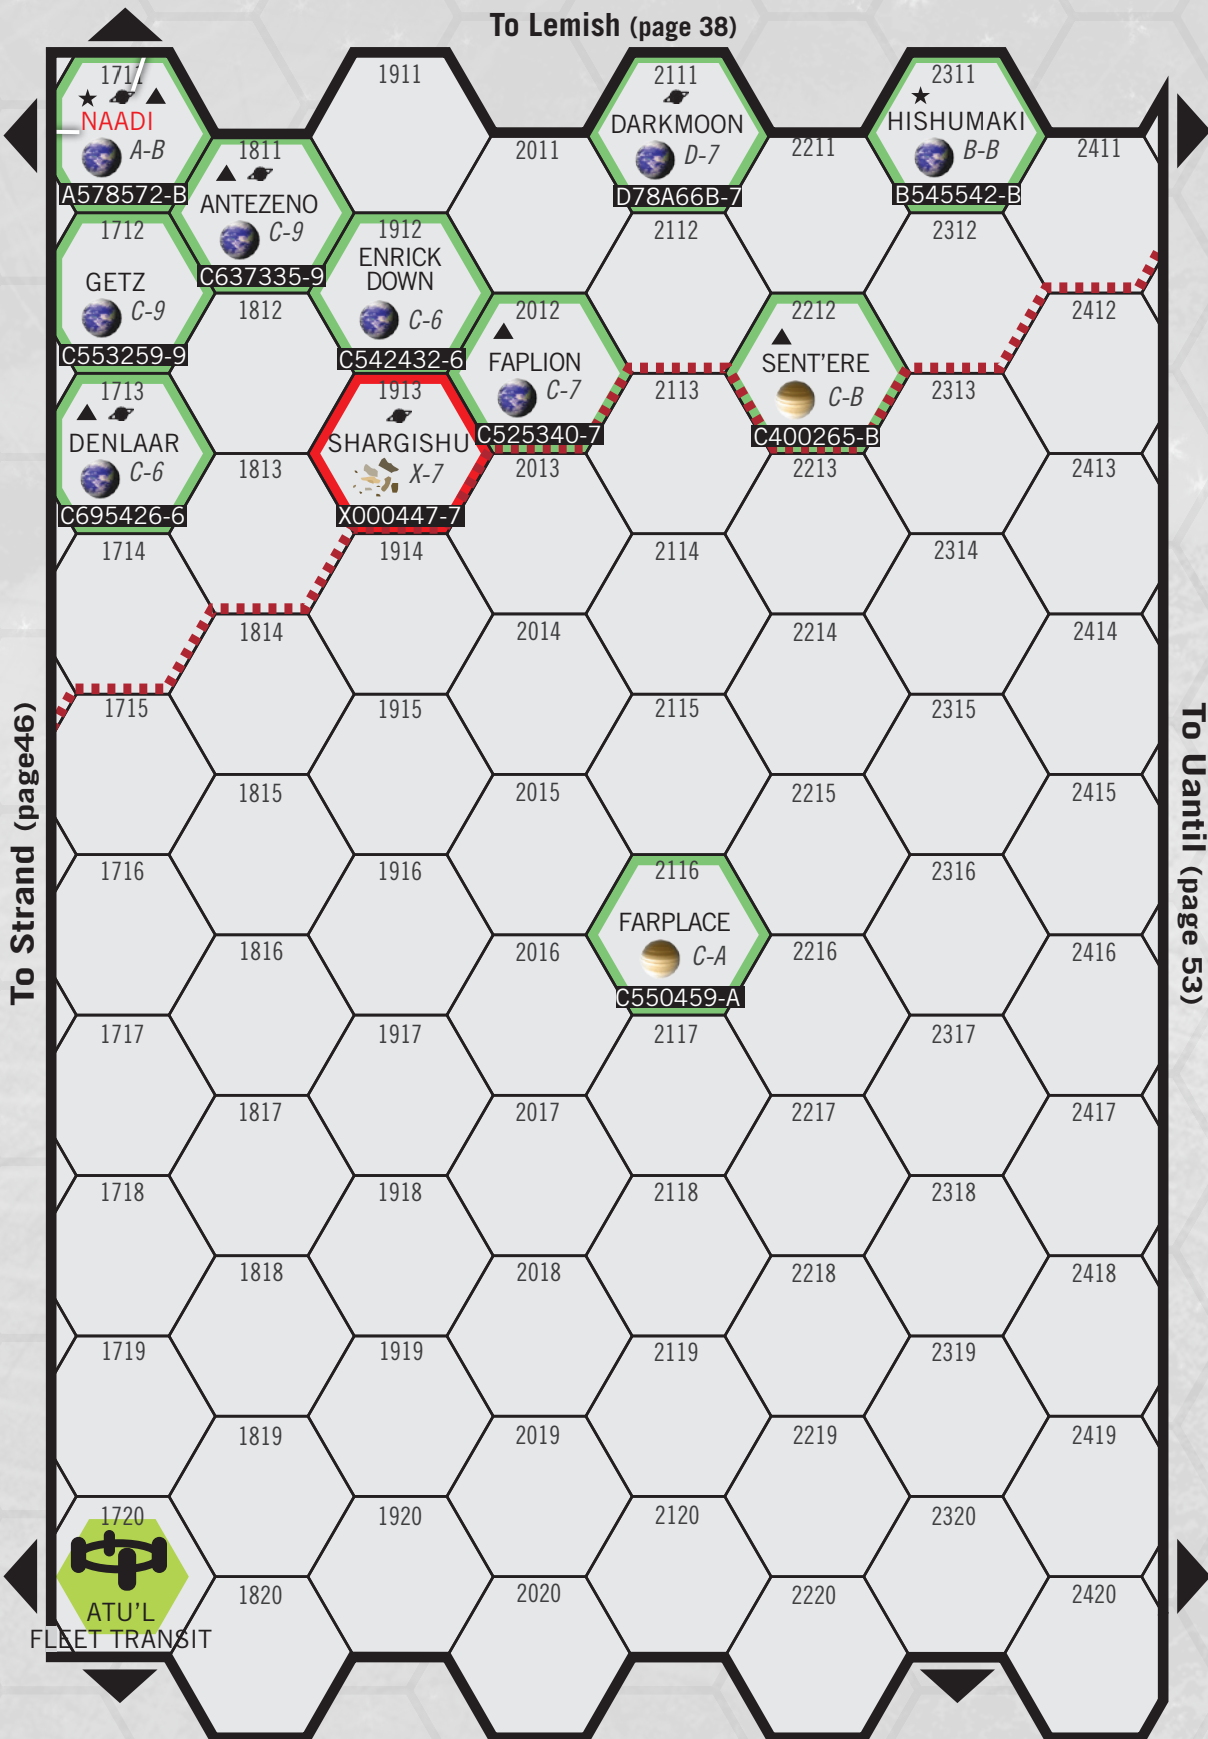 To Lemish (page 38)
1711
NAADI
A-B
A578572-B
1811
ANTEZENO
C-9
C637335-9
1911
2011
2111
DARKMOON
D-7
D78A66B-7
2211
2311
HISHUMAKI
B-B
B545542-B
2411
1712
GETZ
C-9
C553259-9
1812
1912
ENRICK
DOWN
C-6
C542432-6
2012
FAPLION
C-7
C525340-7
2112
2212
SENT'ERE
C-B
C400265-B
2312
2412
1713
DENLAAR
C-6
C695426-6
1813
1913
SHARGISHU
X-7
X000447-7
2013
2113
2213
2313
2413
1714
1814
1914
2014
2114
2214
2314
2414
1715
1815
1915
2015
2115
2215
2315
2415
1716
1816
1916
2016
2116
FARPLACE
C-A
C550459-A
2216
2316
2416
1717
1817
1917
2017
2117
2217
2317
2417
1718
1818
1918
2018
2118
2218
2318
2418
1719
1819
1919
2019
2119
2219
2319
2419
1720
ATU'L
FLEET TRANSIT
1820
1920
2020
2120
2220
2320
2420
To Strand (page46)
To Uantil (page 53)